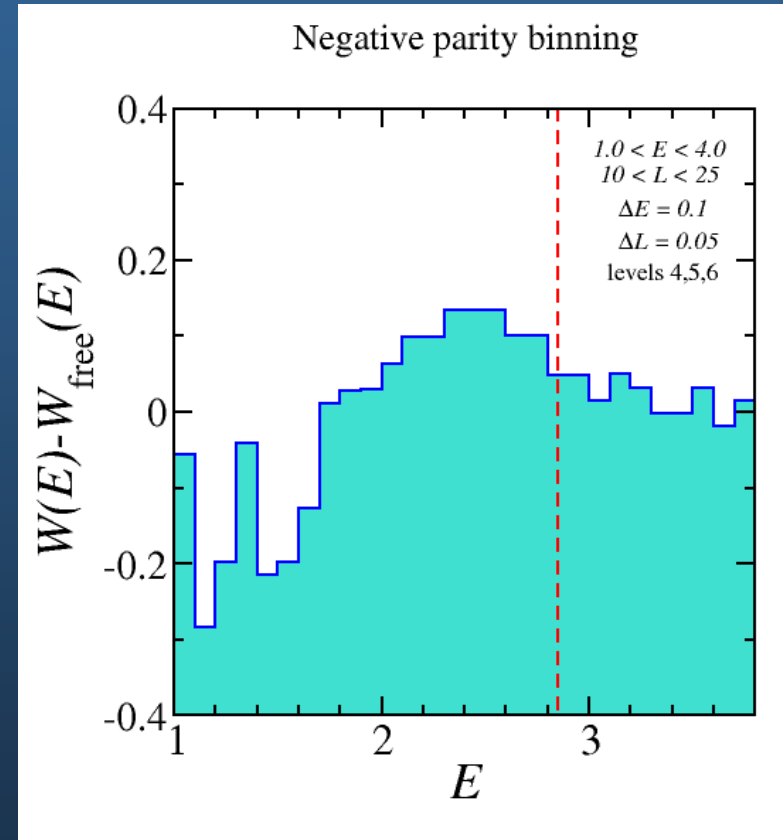 Negative parity binning
0.4
0.2
0
-0.2
-0.4
W(E)-W_free(E)
1.0 < E < 4.0
10 < L < 25
ΔE = 0.1
ΔL = 0.05
levels 4,5,6
1 2 3
E